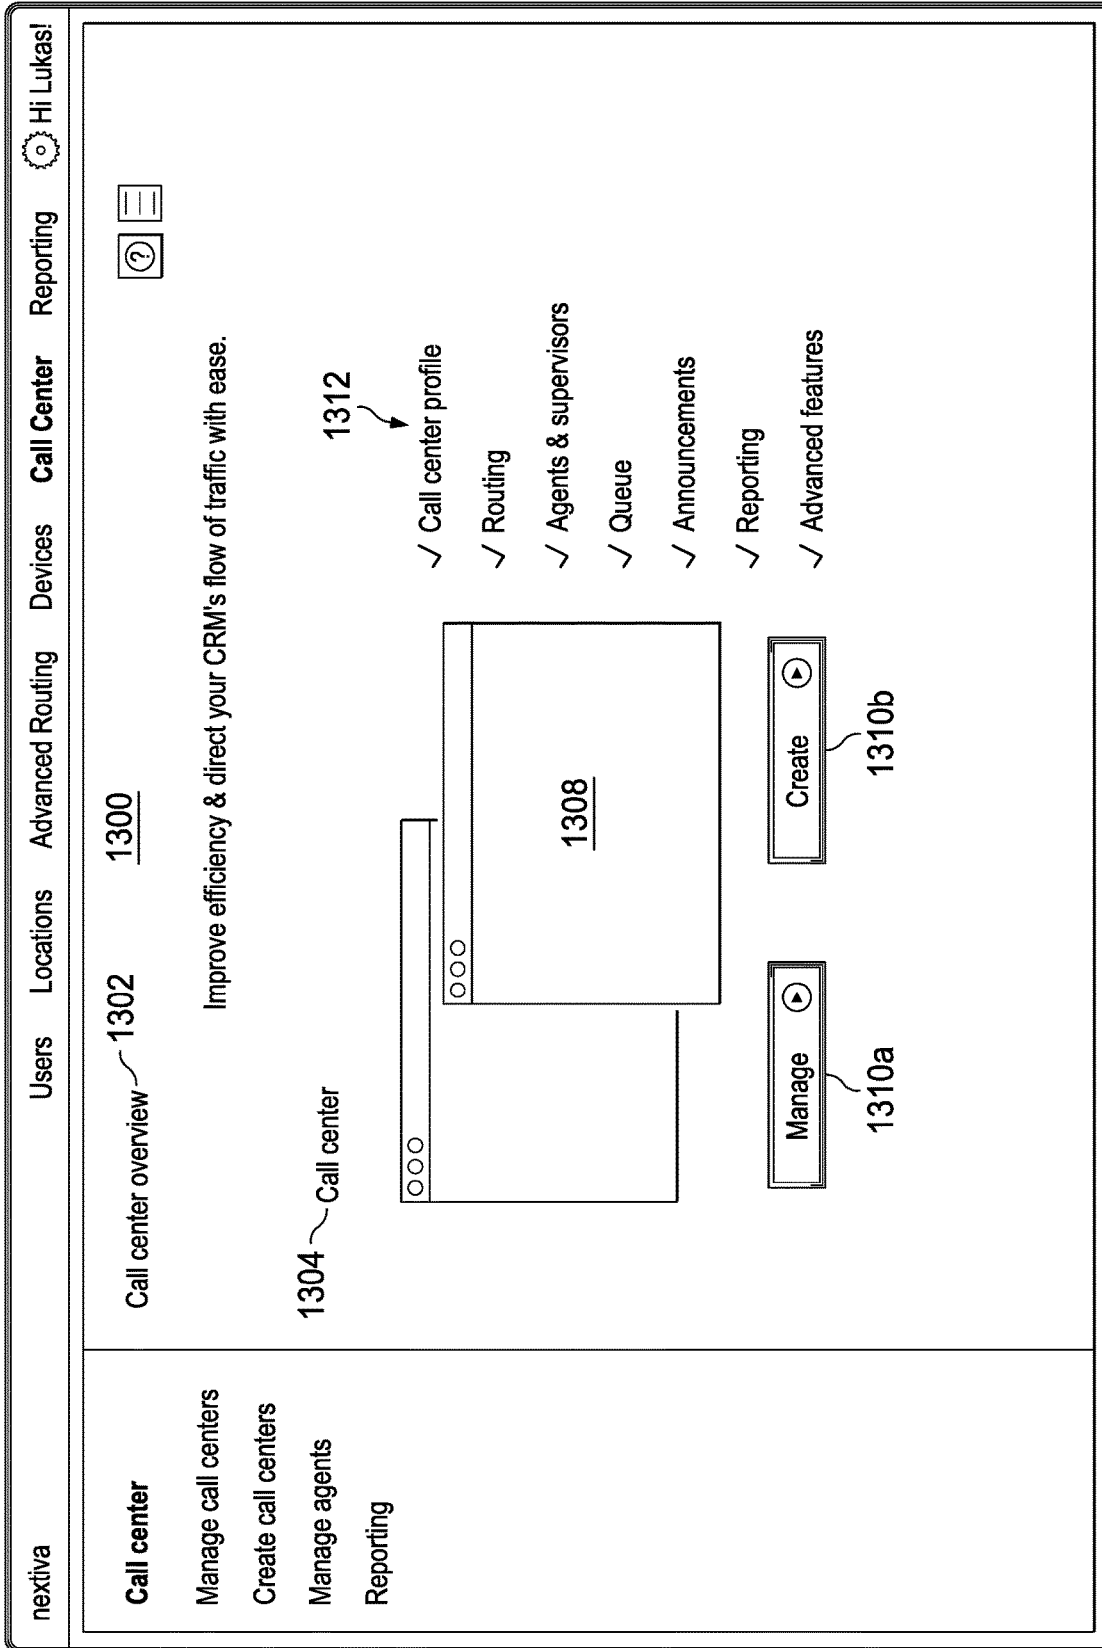 nextiva
Users Locations Advanced Routing Devices Call Center Reporting Hi Lukas!
Call center
Manage call centers
Create call centers
Manage agents
Reporting
Call center overview 1302 1300 ?
Improve efficiency & direct your CRM's flow of traffic with ease.
1304 Call center
1312
Call center profile
Routing
Agents & supervisors
Queue
Announcements
Reporting
Advanced features
1308
Manage
Create
1310a
1310b